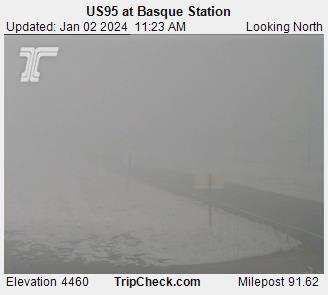 US95 at Basque Station
Updated: Jan 02 2024 11:23 AM Looking North
Elevation 4460 TripCheck.com Milepost 91.62